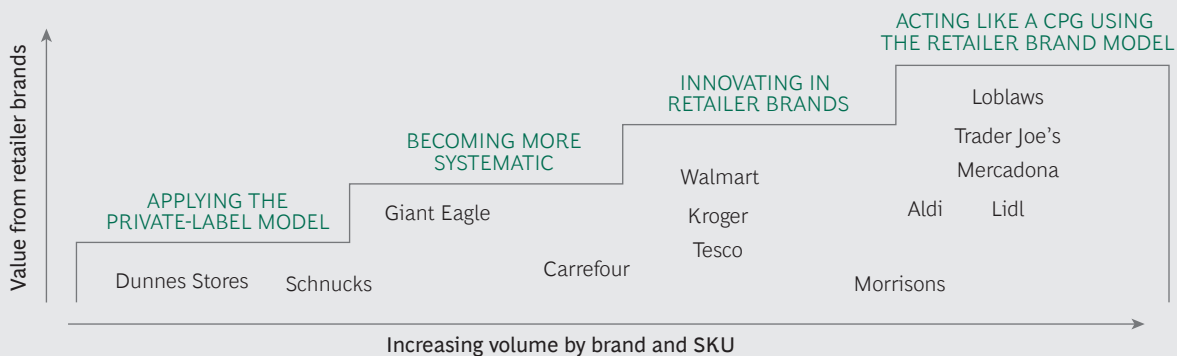 ACTING LIKE A CPG USING
THE RETAILER BRAND MODEL
INNOVATING IN
RETAILER BRANDS
BECOMING MORE
SYSTEMATIC
APPLYING THE
PRIVATE-LABEL MODEL
Value from retailer brands
Loblaws
Trader Joe’s
Mercadona
Aldi Lidl
Walmart
Kroger
Tesco
Morrisons
Giant Eagle
Carrefour
Dunnes Stores Schnucks
Increasing volume by brand and SKU